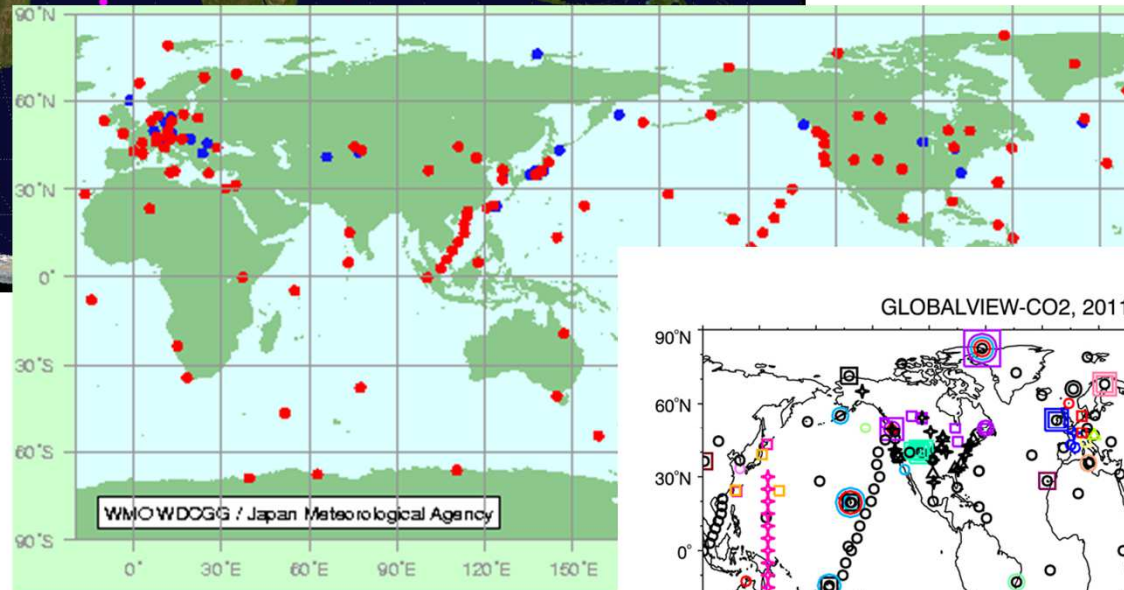 90°N
60°N
30°N
0°
30°S
60°S
90°S
WMO WDCGG / Japan Meteorological Agency
0° 30°E 60°E 90°E 120°E 150°E
GLOBALVIEW-CO2, 2011
90°N
60°N
30°N
0°